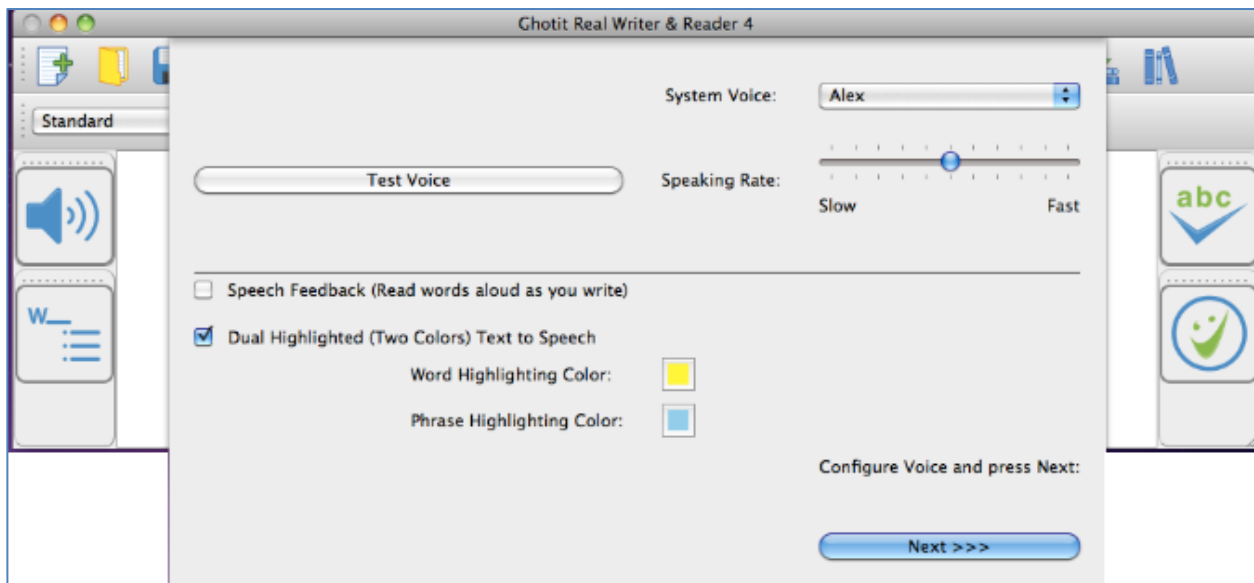 Ghotit Real Writer & Reader 4
System Voice: Alex
Standard
Test Voice Speaking Rate:
Slow Fast
abc
Speech Feedback (Read words aloud as you write)
W
Dual Highlighted (Two Colors) Text to Speech
Word Highlighting Color:
Phrase Highlighting Color:
Configure Voice and press Next:
Next >>>